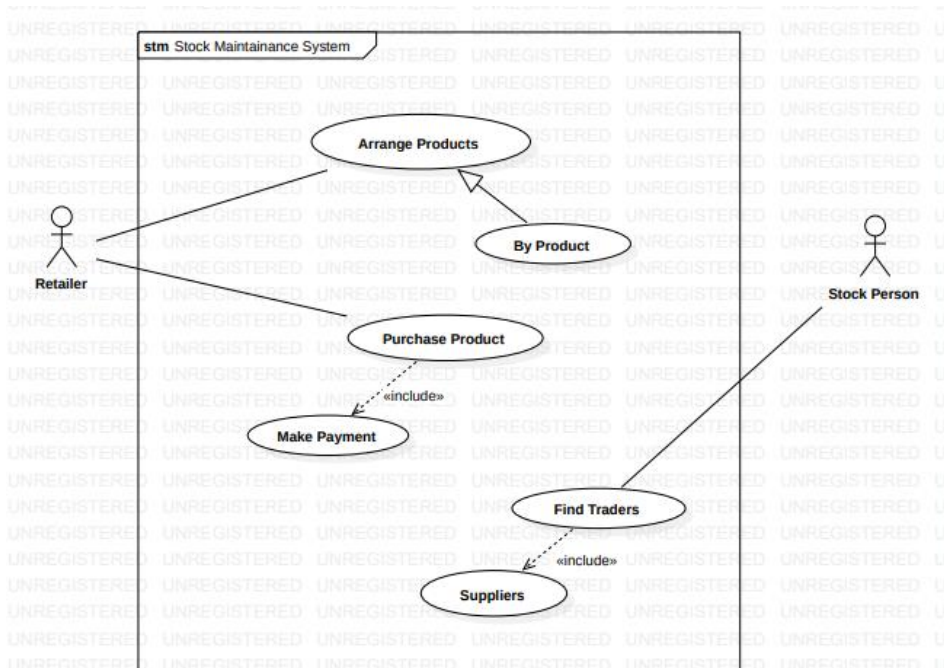 stm Stock Maintainance System
Arrange Products
By Product
Retailer
Stock Person
Purchase Product
«include»
Make Payment
Find Traders
«include»
Suppliers
UNREGISTERED